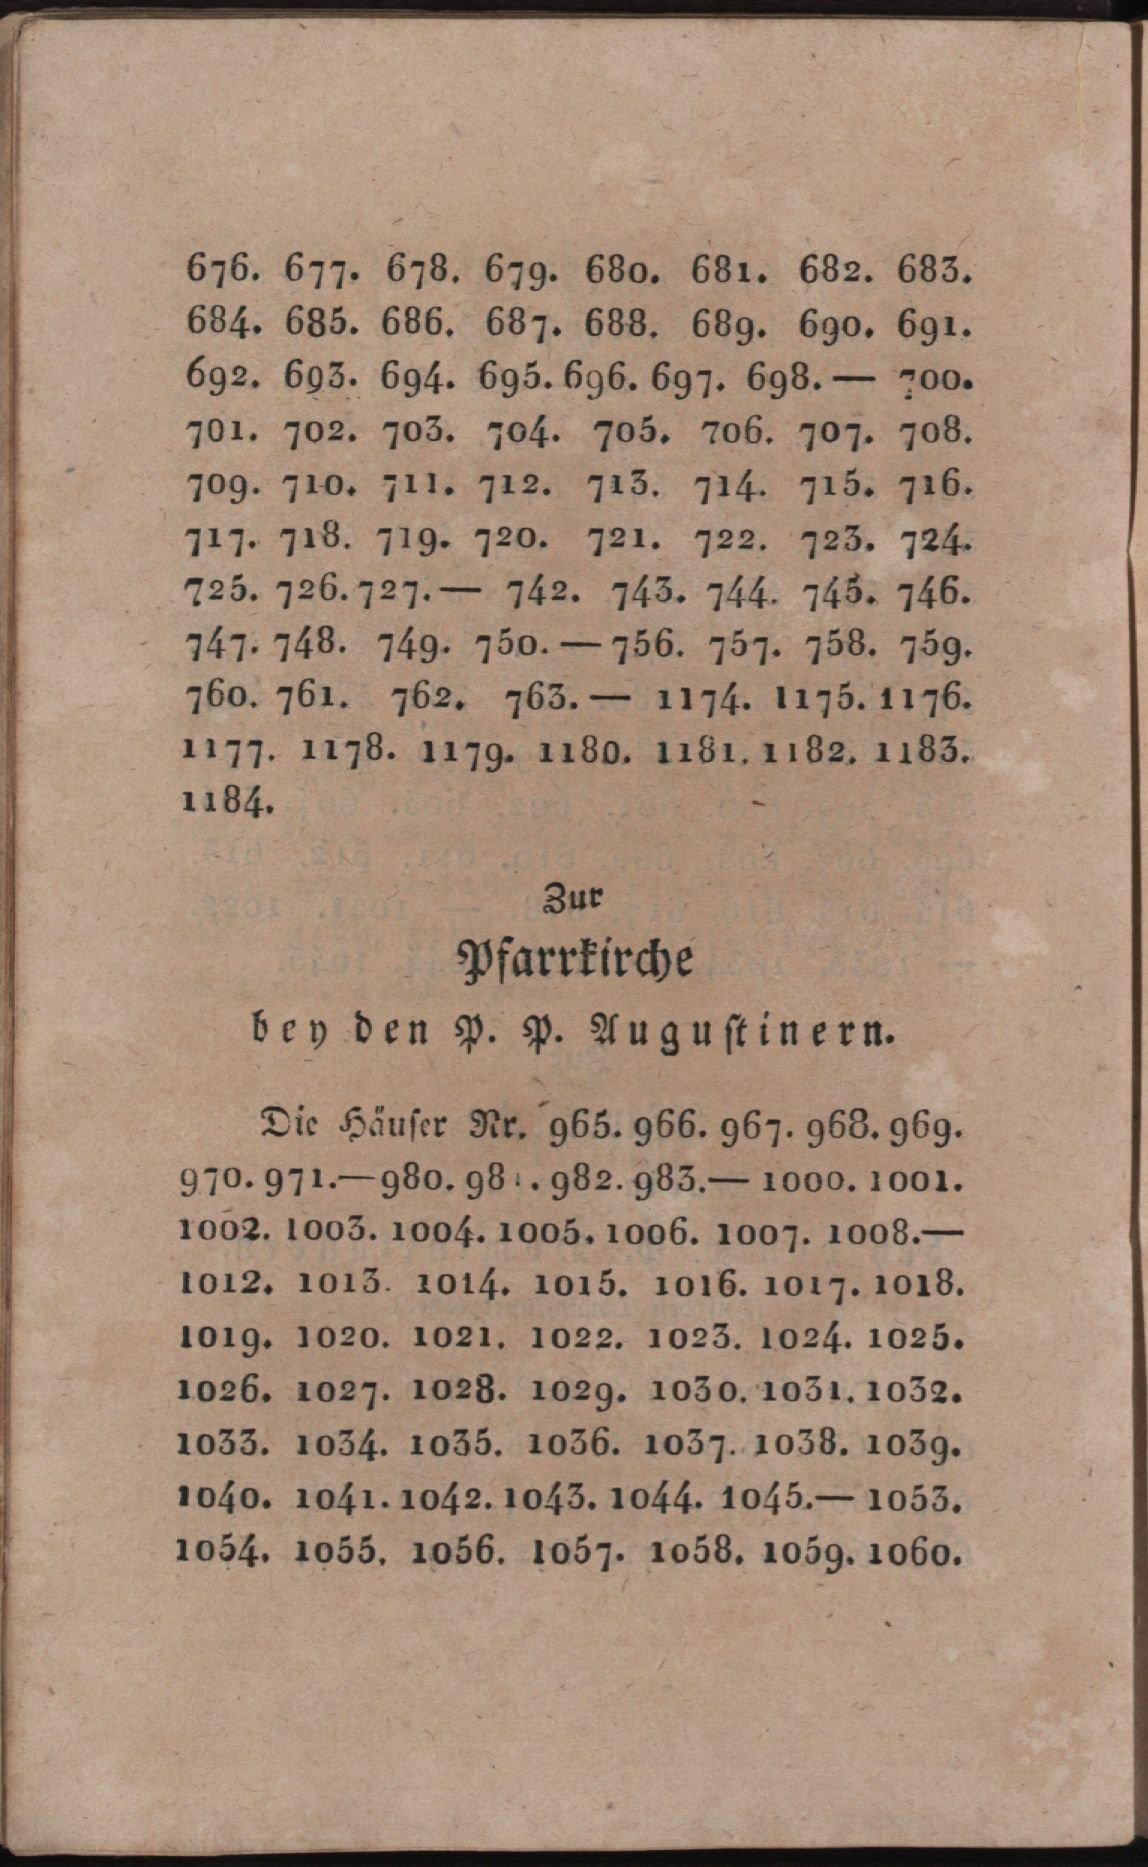 676. 677. 678. 679. 680. 681. 682. 683.
684. 685. 686. 687. 688. 689. 690. 691.
692. 693. 694. 695. 696. 697. 698. — 700.
701. 702. 703. 704. 705. 706. 707. 708.
709. 710. 711. 712. 713. 714. 715. 716.
717. 718. 719. 720. 721. 722. 723. 724.
725. 726. 727. — 742. 743. 744. 745. 746.
747. 748. 749. 750. — 756. 757. 758. 759.
760. 761. 762. 763. — 1174. 1175. 1176.
1177. 1178. 1179. 1180. 1181. 1182. 1183.
1184.
Zur
Pfarrkirche
bey den P. P. Auguſtinern.
Die Häuſer Nr. 965. 966. 967. 968. 969.
970. 971. — 980. 981. 982. 983. — 1000. 1001.
1002. 1003. 1004. 1005. 1006. 1007. 1008. —
1012. 1013. 1014. 1015. 1016. 1017. 1018.
1019. 1020. 1021. 1022. 1023. 1024. 1025.
1026. 1027. 1028. 1029. 1030. 1031. 1032.
1033. 1034. 1035. 1036. 1037. 1038. 1039.
1040. 1041. 1042. 1043. 1044. 1045. — 1053.
1054. 1055. 1056. 1057. 1058. 1059. 1060.